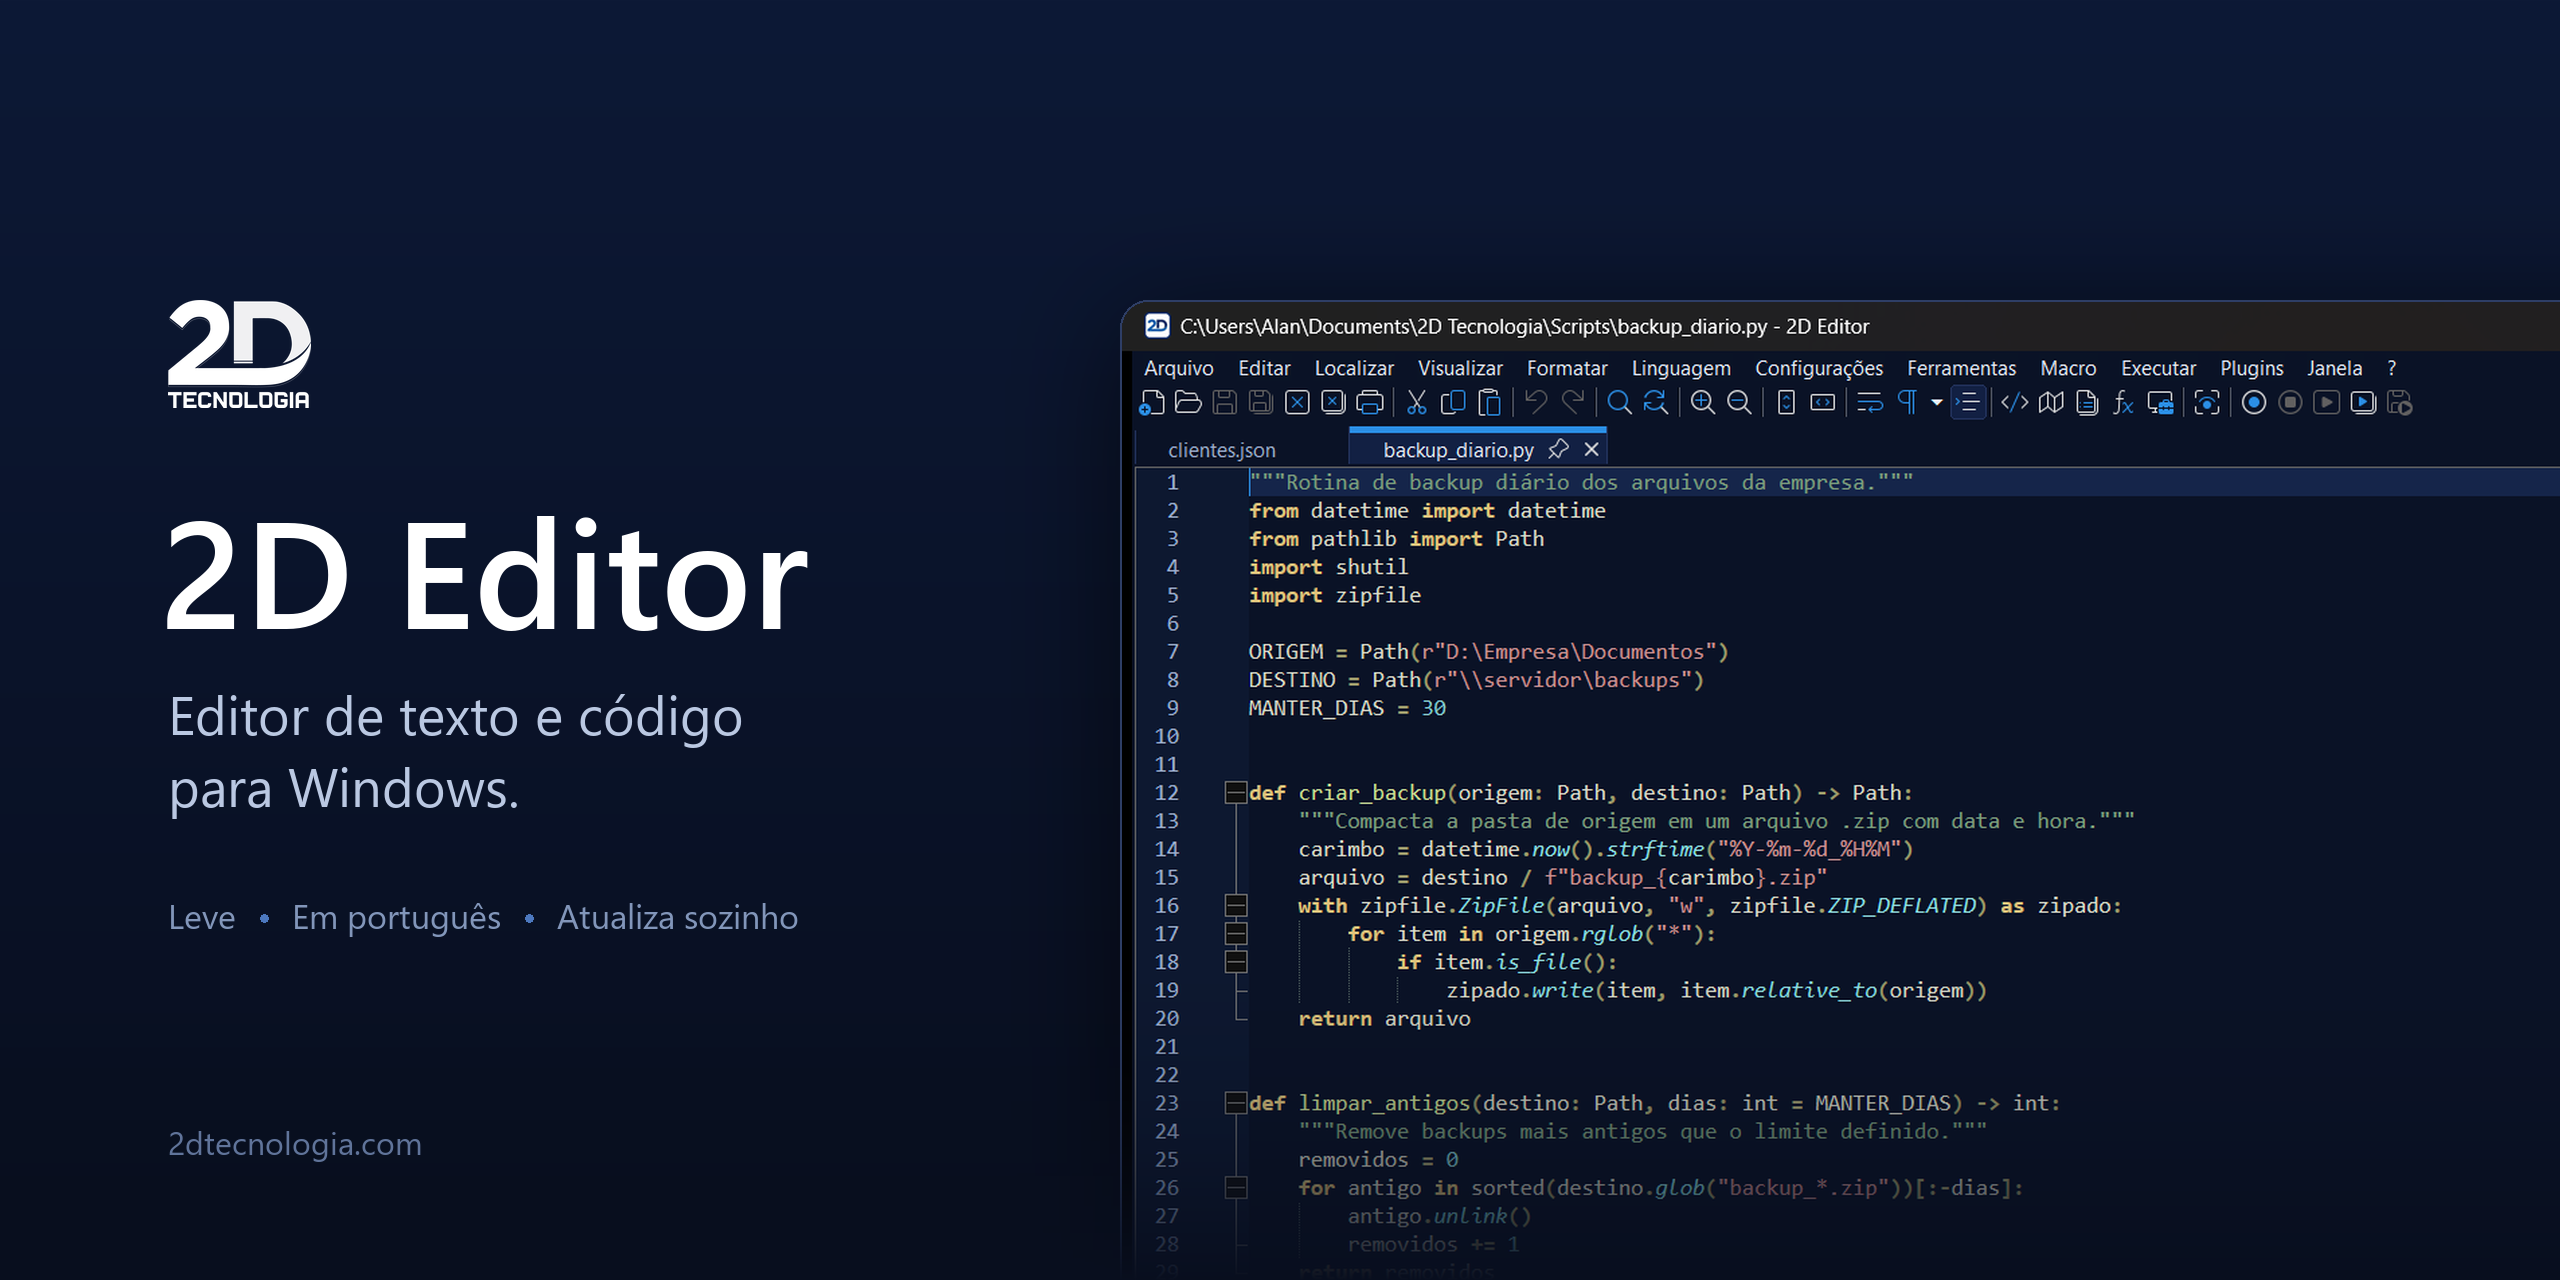 2D
TECNOLOGIA
2D Editor
Editor de texto e código
para Windows.
Leve • Em português • Atualiza sozinho
2dtecnologia.com
2D C:\Users\Alan\Documents\2D Tecnologia\Scripts\backup_diario.py - 2D Editor
Arquivo Editar Localizar Visualizar Formatar Linguagem Configurações Ferramentas Macro Executar Plugins Janela ?
clientes.json backup_diario.py
1 """Rotina de backup diário dos arquivos da empresa."""
2 from datetime import datetime
3 from pathlib import Path
4 import shutil
5 import zipfile
6
7 ORIGEM = Path(r"D:\Empresa\Documentos")
8 DESTINO = Path(r"\\servidor\backups")
9 MANTER_DIAS = 30
10
11
12 def criar_backup(origem: Path, destino: Path) -> Path:
13     """Compacta a pasta de origem em um arquivo .zip com data e hora."""
14     carimbo = datetime.now().strftime("%Y-%m-%d_%H%M")
15     arquivo = destino / f"backup_{carimbo}.zip"
16     with zipfile.ZipFile(arquivo, "w", zipfile.ZIP_DEFLATED) as zipado:
17         for item in origem.rglob("*"):
18             if item.is_file():
19                 zipado.write(item, item.relative_to(origem))
20     return arquivo
21
22
23 def limpar_antigos(destino: Path, dias: int = MANTER_DIAS) -> int:
24     """Remove backups mais antigos que o limite definido."""
25     removidos = 0
26     for antigo in sorted(destino.glob("backup_*.zip"))[:-dias]:
27         antigo.unlink()
28         removidos += 1
29     return removidos